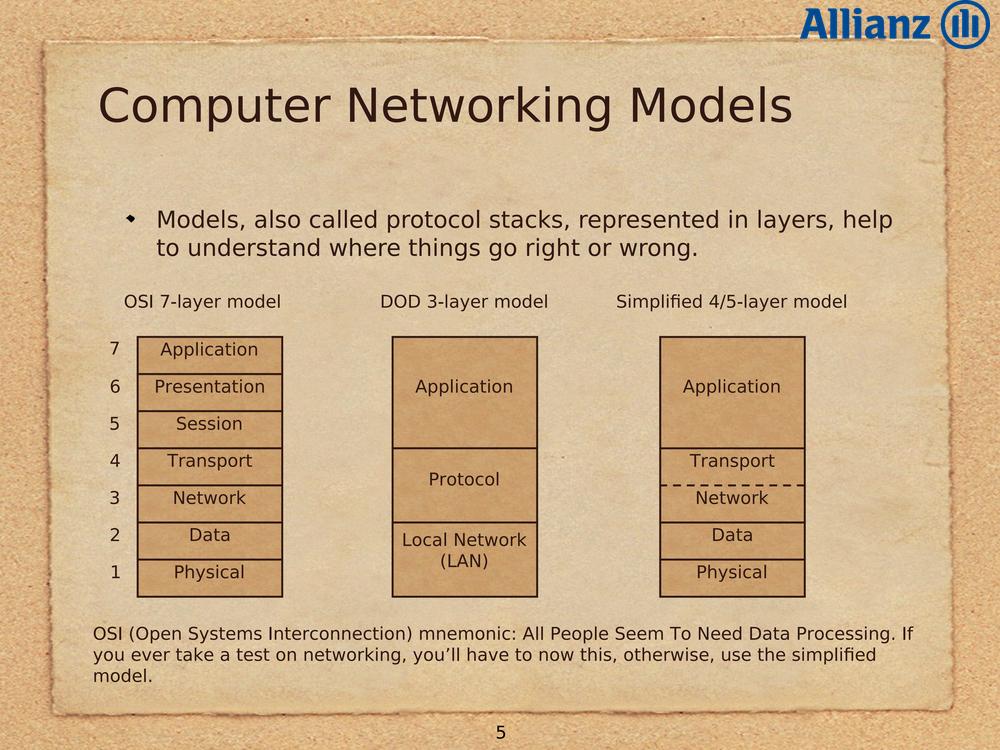 Allianz
Computer Networking Models
Models, also called protocol stacks, represented in layers, help
to understand where things go right or wrong.
OSI 7-layer model
DOD 3-layer model
Simplified 4/5-layer model
7
Application
6
Presentation
5
Session
4
Transport
3
Network
2
Data
1
Physical
Application
Protocol
Local Network
(LAN)
Application
Transport
Network
Data
Physical
OSI (Open Systems Interconnection) mnemonic: All People Seem To Need Data Processing. If
you ever take a test on networking, you’ll have to now this, otherwise, use the simplified
model.
5